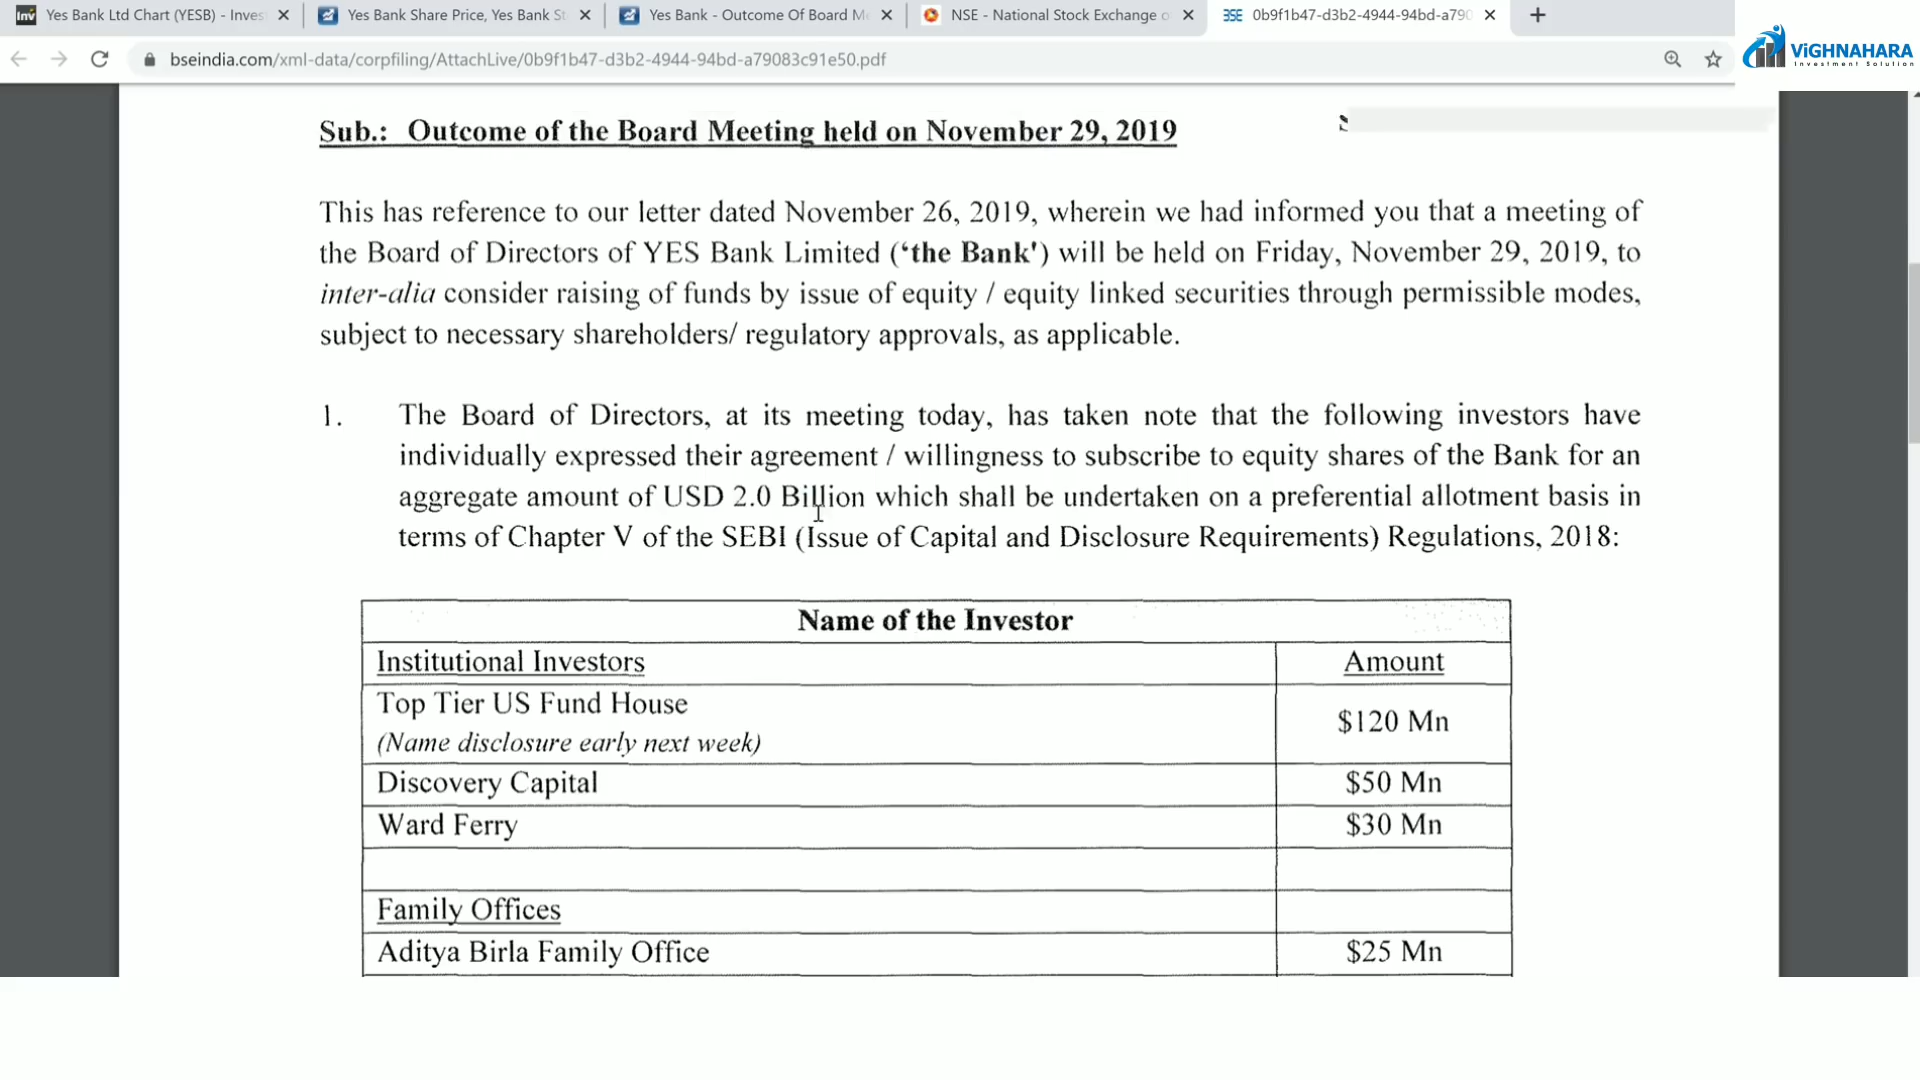 Yes Bank Ltd Chart (YESB) - Inves
Yes Bank Share Price, Yes Bank St
Yes Bank - Outcome Of Board Me
NSE - National Stock Exchange o
0b9f1b47-d3b2-4944-94bd-a790
bseindia.com/xml-data/corpfiling/AttachLive/0b9f1b47-d3b2-4944-94bd-a79083c91e50.pdf
ViGHNAHARA
Investment Solution
Sub.: Outcome of the Board Meeting held on November 29, 2019
This has reference to our letter dated November 26, 2019, wherein we had informed you that a meeting of
the Board of Directors of YES Bank Limited (‘the Bank') will be held on Friday, November 29, 2019, to
inter-alia consider raising of funds by issue of equity / equity linked securities through permissible modes,
subject to necessary shareholders/ regulatory approvals, as applicable.
1. The Board of Directors, at its meeting today, has taken note that the following investors have
individually expressed their agreement / willingness to subscribe to equity shares of the Bank for an
aggregate amount of USD 2.0 Billion which shall be undertaken on a preferential allotment basis in
terms of Chapter V of the SEBI (Issue of Capital and Disclosure Requirements) Regulations, 2018:
Name of the Investor
Institutional Investors Amount
Top Tier US Fund House
(Name disclosure early next week) $120 Mn
Discovery Capital $50 Mn
Ward Ferry $30 Mn
Family Offices
Aditya Birla Family Office $25 Mn